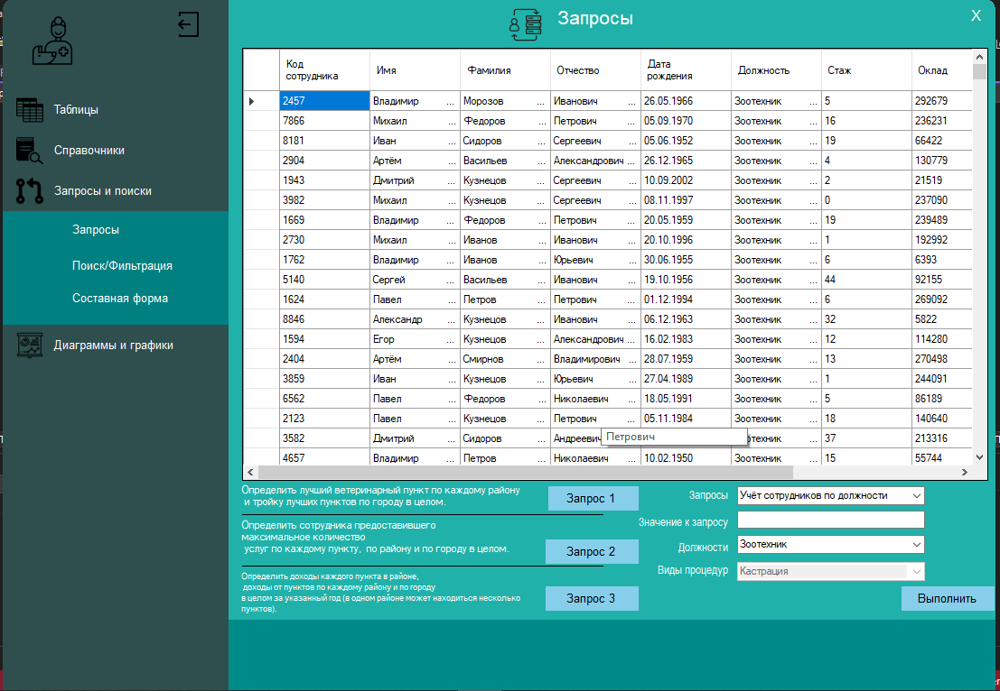 Запросы
X
Таблицы
Справочники
Запросы и поиски
Запросы
Поиск/Фильтрация
Составная форма
Диаграммы и графики
Код сотрудника Имя Фамилия Отчество Дата рождения Должность Стаж Оклад
2457 Владимир ... Морозов ... Иванович ... 26.05.1966 Зоотехник ... 5 292679
7866 Михаил ... Федоров ... Петрович ... 05.09.1970 Зоотехник ... 16 236231
8181 Иван ... Сидоров ... Сергеевич ... 05.06.1952 Зоотехник ... 19 66422
2904 Артём ... Васильев ... Александрович ... 26.12.1965 Зоотехник ... 4 130779
1943 Дмитрий ... Кузнецов ... Сергеевич ... 10.09.2002 Зоотехник ... 2 21519
3982 Михаил ... Кузнецов ... Сергеевич ... 08.11.1997 Зоотехник ... 0 237090
1669 Владимир ... Федоров ... Петрович ... 20.05.1959 Зоотехник ... 19 239489
2730 Михаил ... Иванов ... Иванович ... 20.10.1996 Зоотехник ... 1 192992
1762 Владимир ... Иванов ... Юрьевич ... 30.06.1955 Зоотехник ... 6 6393
5140 Сергей ... Васильев ... Иванович ... 19.10.1956 Зоотехник ... 44 92155
1624 Павел ... Петров ... Петрович ... 01.12.1994 Зоотехник ... 6 269092
8846 Александр ... Кузнецов ... Иванович ... 06.12.1963 Зоотехник ... 32 5822
1594 Егор ... Кузнецов ... Александрович ... 16.02.1983 Зоотехник ... 12 114280
2404 Артём ... Смирнов ... Владимирович ... 28.07.1959 Зоотехник ... 13 270498
3859 Иван ... Кузнецов ... Юрьевич ... 27.04.1989 Зоотехник ... 1 244091
6562 Павел ... Федоров ... Николаевич ... 18.05.1991 Зоотехник ... 5 86189
2123 Павел ... Кузнецов ... Петрович ... 05.11.1984 Зоотехник ... 18 140640
3582 Дмитрий ... Сидоров ... Андреевич Петрович отехник ... 37 213316
4657 Владимир ... Петров ... Николаевич ... 10.02.1950 Зоотехник ... 15 55744
Определить лучший ветеринарный пункт по каждому району
и тройку лучших пунктов по городу в целом.
Запрос 1
Определить сотрудника предоставившего
максимальное количество
услуг по каждому пункту, по району и по городу в целом.
Запрос 2
Определить доходы каждого пункта в районе,
доходы от пунктов по каждому району и по городу
в целом за указанный год (в одном районе может находиться несколько
пунктов).
Запрос 3
Запросы Учёт сотрудников по должности
Значение к запросу
Должности Зоотехник
Виды процедур Кастрация
Выполнить